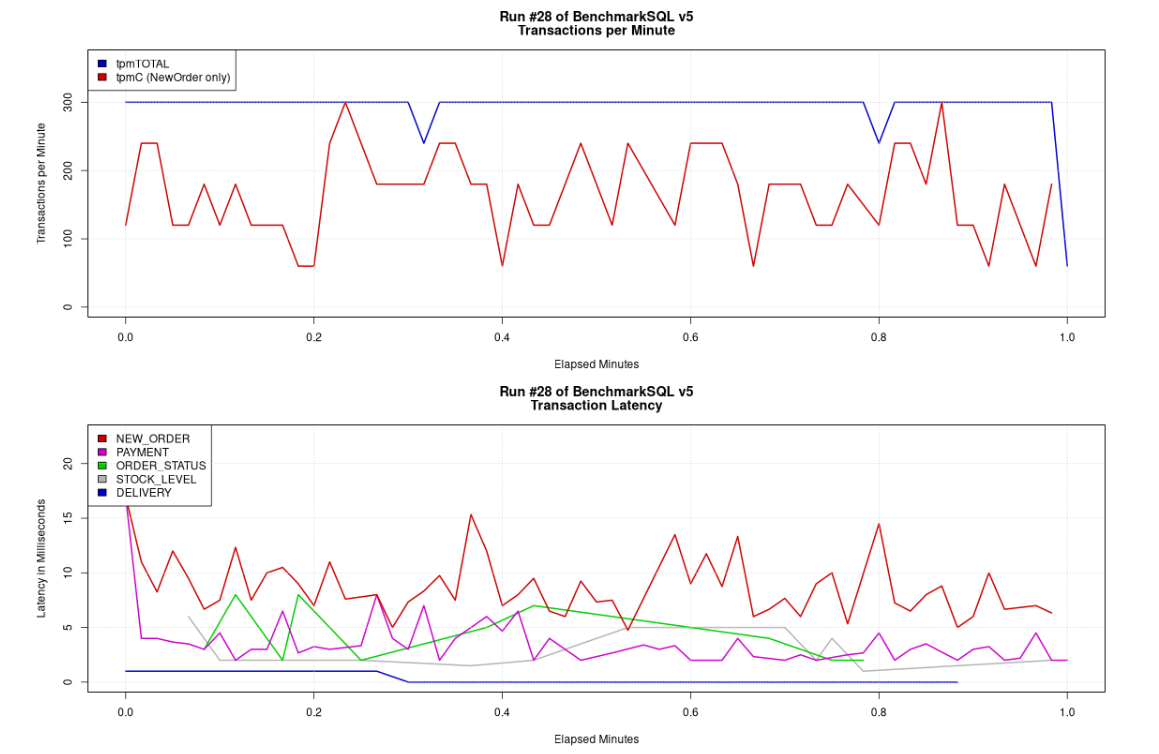 Run #28 of BenchmarkSQL v5
Transactions per Minute
tpmTOTAL
tpmC (NewOrder only)
Transactions per Minute
300
200
100
0
0.0 0.2 0.4 0.6 0.8 1.0
Elapsed Minutes
Run #28 of BenchmarkSQL v5
Transaction Latency
NEW_ORDER
PAYMENT
ORDER_STATUS
STOCK_LEVEL
DELIVERY
Latency in Milliseconds
20
15
10
5
0
0.0 0.2 0.4 0.6 0.8 1.0
Elapsed Minutes